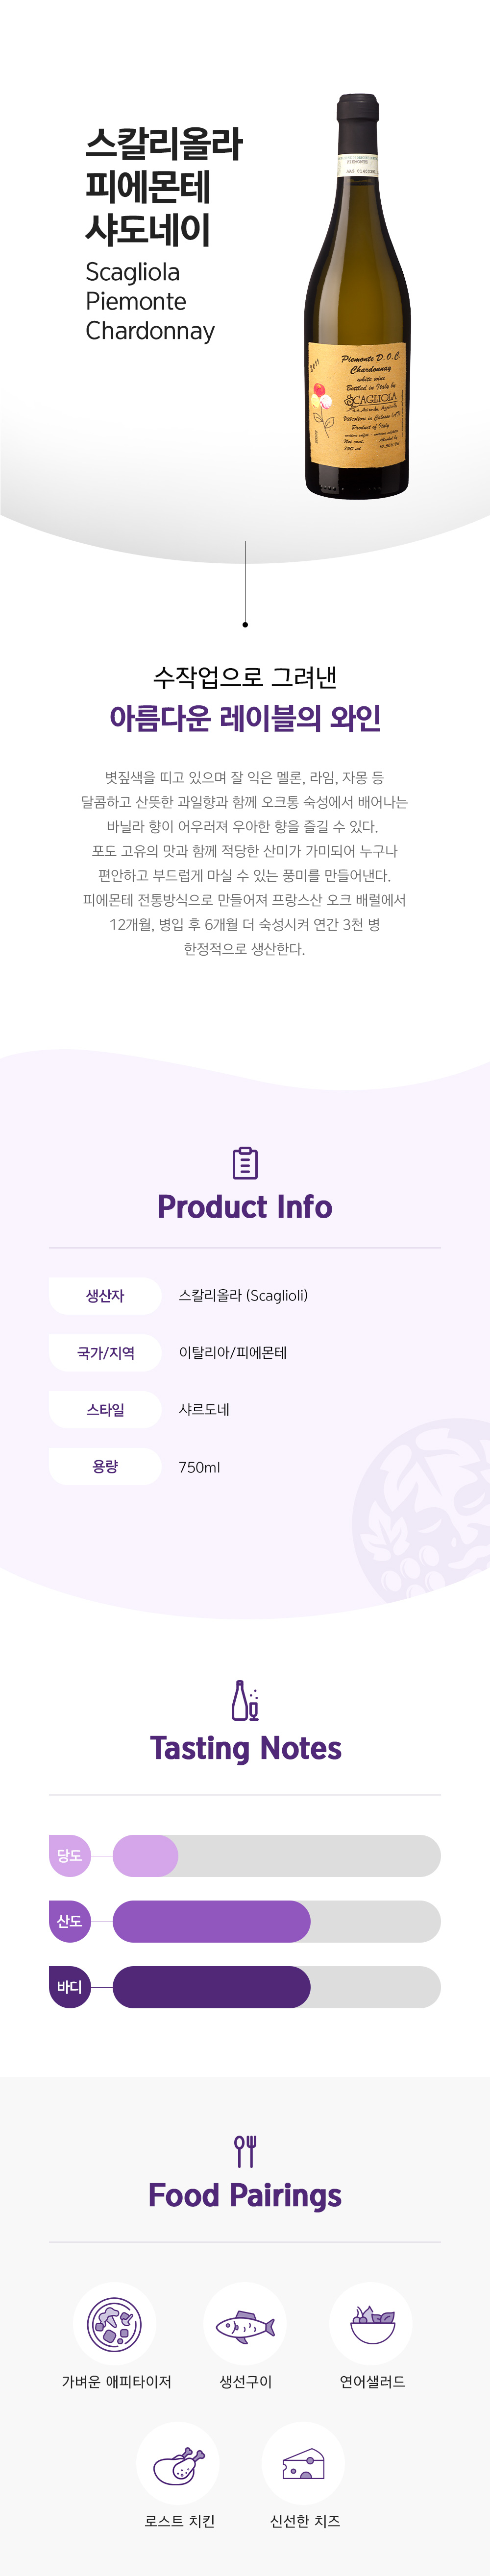 스칼리올라
피에몬테
샤도네이
Scagliola
Piemonte
Chardonnay
PIEMONTE
2011
Piemonte D.O.C.
Chardonnay
white wine
Bottled in Italy by
SCAGLIOLA
Product of Italy
750 ml
수작업으로 그려낸
아름다운 레이블의 와인
볏짚색을 띠고 있으며 잘 익은 멜론, 라임, 자몽 등
달콤하고 산뜻한 과일향과 함께 오크통 숙성에서 배어나는
바닐라 향이 어우러져 우아한 향을 즐길 수 있다.
포도 고유의 맛과 함께 적당한 산미가 가미되어 누구나
편안하고 부드럽게 마실 수 있는 풍미를 만들어낸다.
피에몬테 전통방식으로 만들어져 프랑스산 오크 배럴에서
12개월, 병입 후 6개월 더 숙성시켜 연간 3천 병
한정적으로 생산한다.
Product Info
생산자 스칼리올라 (Scaglioli)
국가/지역 이탈리아/피에몬테
스타일 샤르도네
용량 750ml
Tasting Notes
당도
산도
바디
Food Pairings
가벼운 애피타이저 생선구이 연어샐러드
로스트 치킨 신선한 치즈